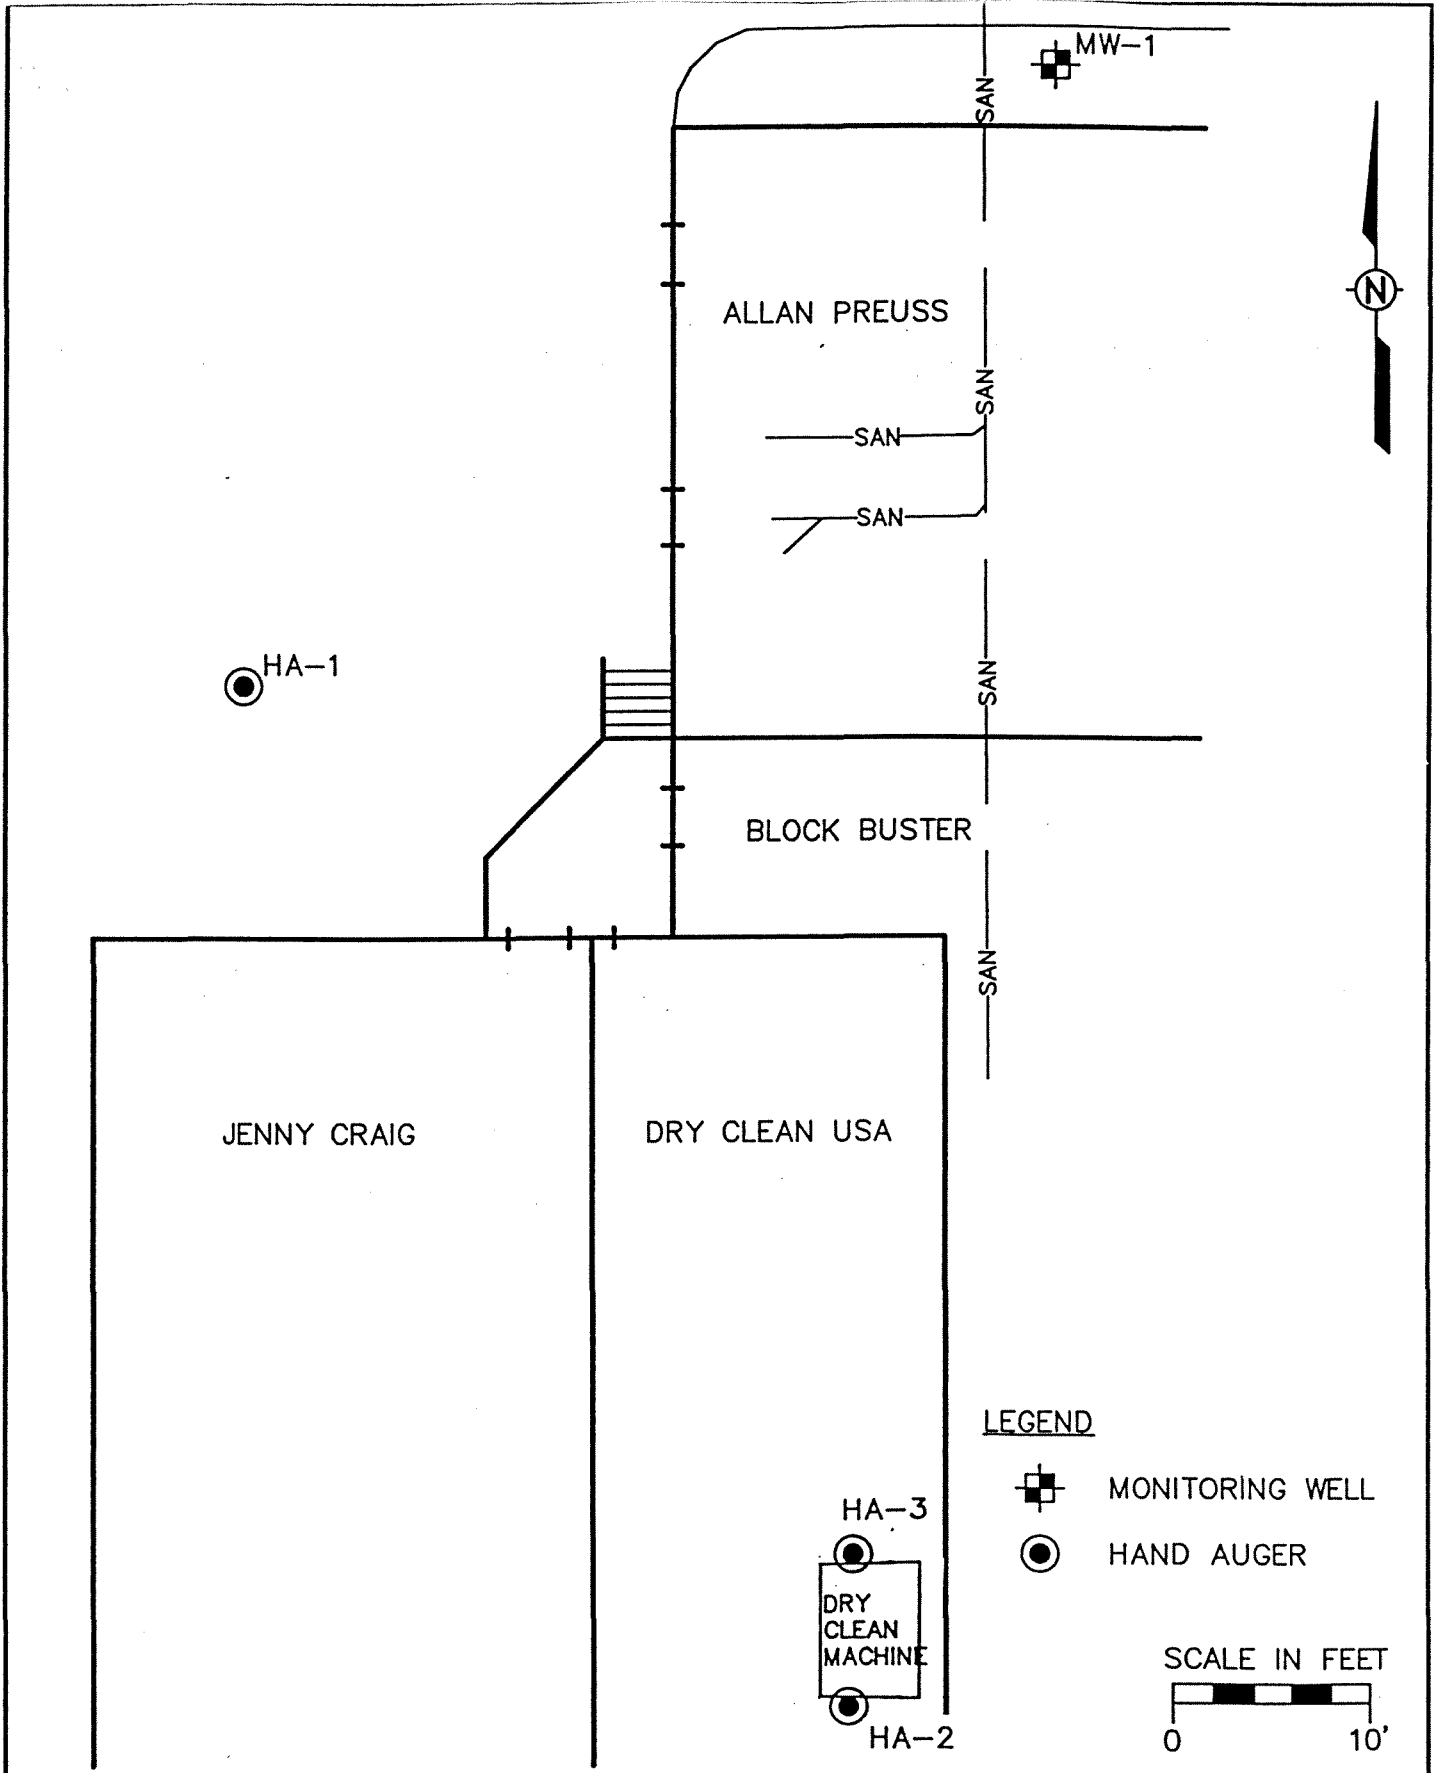 MW-1
SAN
N
ALLAN PREUSS
SAN
SAN
SAN
HA-1
SAN
BLOCK BUSTER
SAN
JENNY CRAIG
DRY CLEAN USA
LEGEND
MONITORING WELL
HAND AUGER
HA-3
DRY
CLEAN
MACHINE
HA-2
SCALE IN FEET
0 10'